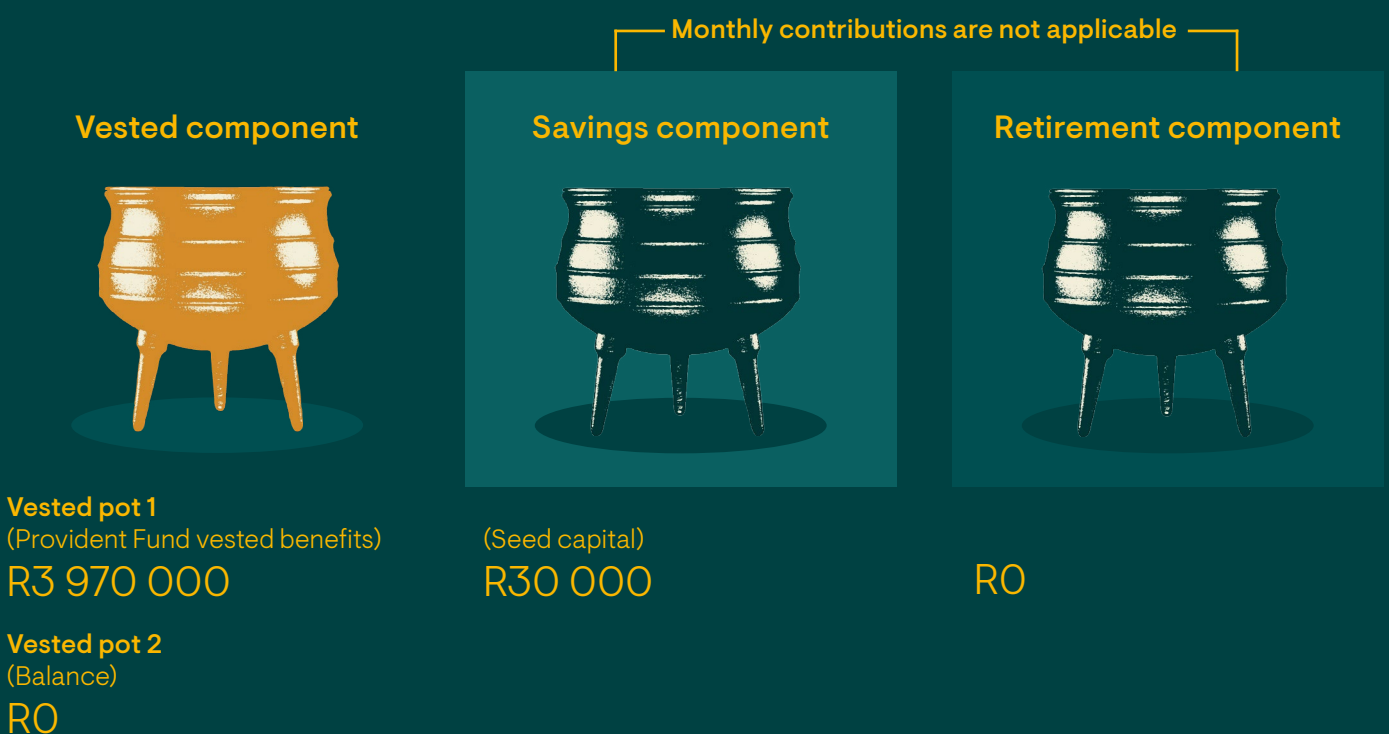 Monthly contributions are not applicable
Vested component
Savings component
Retirement component
Vested pot 1
(Provident Fund vested benefits)
R3 970 000
(Seed capital)
R30 000
R0
Vested pot 2
(Balance)
R0